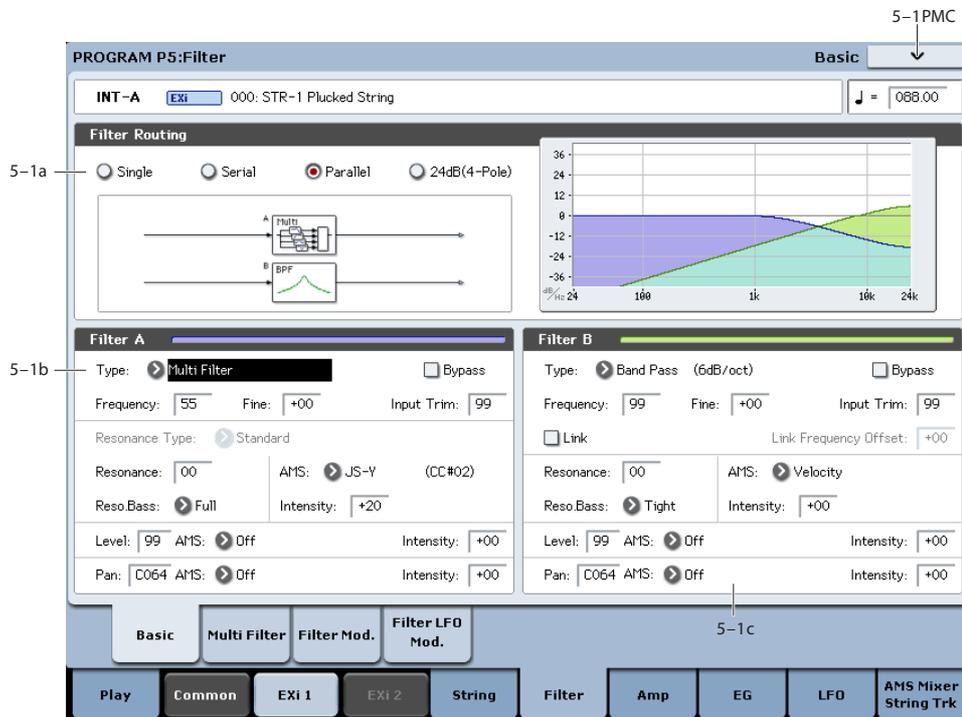 5-1PMC
PROGRAM P5:Filter
Basic
INT-A EXi 000: STR-1 Plucked String
♩ = 088.00
Filter Routing
5-1a
Single Serial Parallel 24dB(4-Pole)
A Multi
B BPF
36
24
12
0
-12
-24
-36
dB/Hz 24 100 1k 10k 24k
Filter A
5-1b
Type: Multi Filter Bypass
Frequency: 55 Fine: +00 Input Trim: 99
Resonance Type: Standard
Resonance: 00 AMS: JS-Y (CC#02)
Reso.Bass: Full Intensity: +20
Level: 99 AMS: Off Intensity: +00
Pan: C064 AMS: Off Intensity: +00
Filter B
Type: Band Pass (6dB/oct) Bypass
Frequency: 99 Fine: +00 Input Trim: 99
Link Link Frequency Offset: +00
Resonance: 00 AMS: Velocity
Reso.Bass: Tight Intensity: +00
Level: 99 AMS: Off Intensity: +00
Pan: C064 AMS: Off Intensity: +00
5-1c
Basic Multi Filter Filter Mod. Filter LFO Mod.
Play Common EXi 1 EXi 2 String Filter Amp EG LFO AMS Mixer String Trk